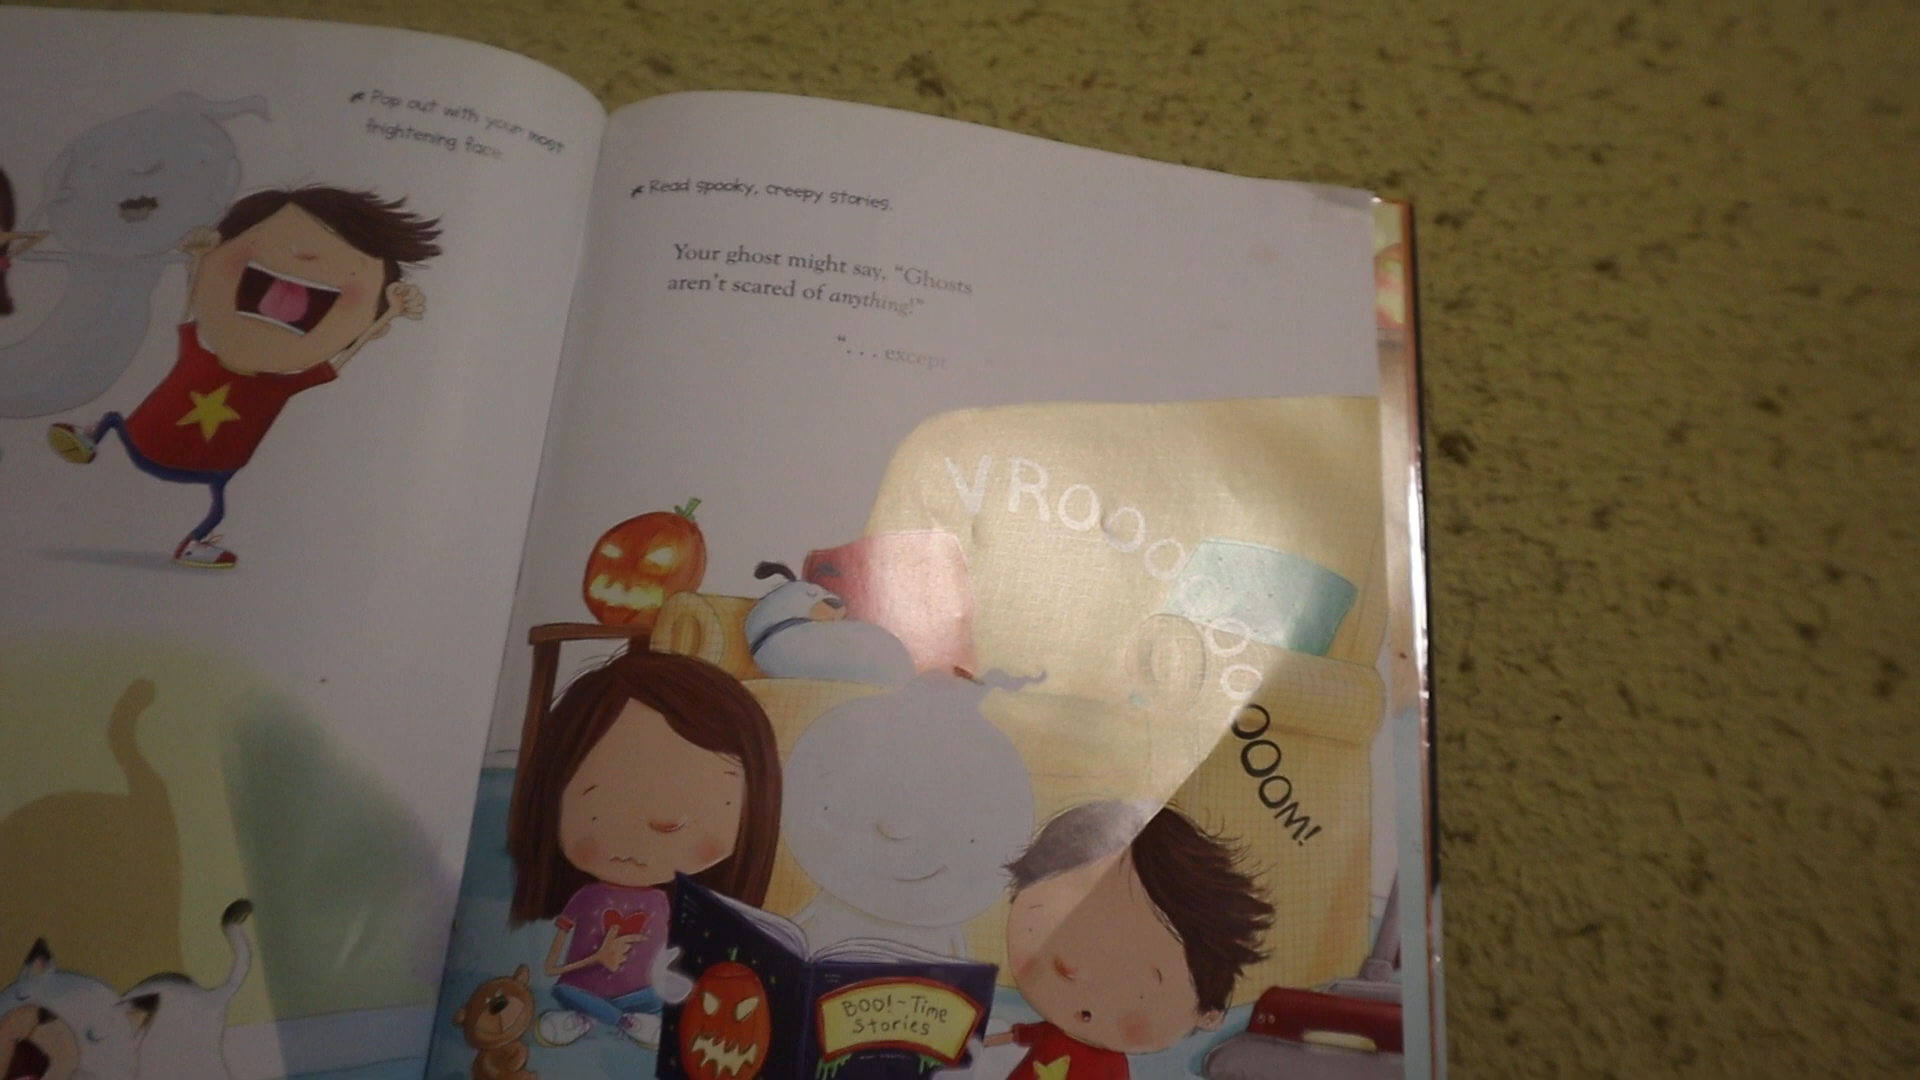 Pop out with your most
frightening face.
Read spooky, creepy stories.
Your ghost might say, “Ghosts
aren’t scared of anything!”
“. . . except
VROOOOOOOOOOM!
BOO!-Time
Stories